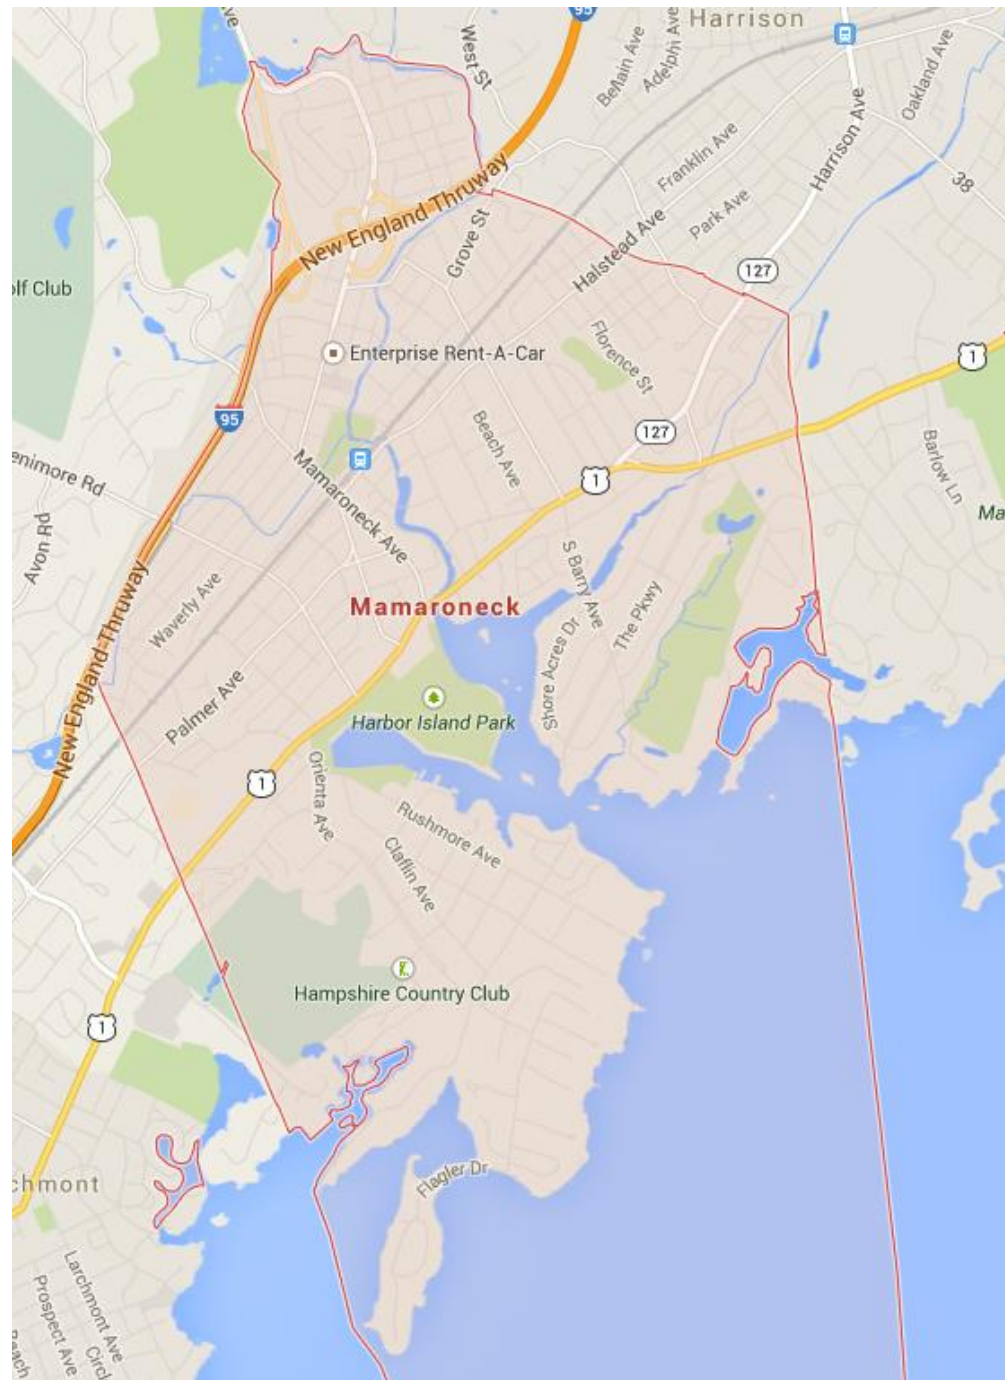 95
Harrison
West St
Bellain Ave
Adelphi Ave
Oakland Ave
Harrison Ave
38
Franklin Ave
Park Ave
New England Thruway
Grove St
Halstead Ave
127
olf Club
Enterprise Rent-A-Car
Florence St
1
95
127
Beach Ave
Barlow Ln
enimore Rd
Mamaroneck Ave
1
Ma
Avon Rd
Waverly Ave
S Barry Ave
The Pkwy
Mamaroneck
Shore Acres Dr
New England Thruway
Palmer Ave
Harbor Island Park
1
Orienta Ave
Rushmore Ave
Claflin Ave
Hampshire Country Club
1
chmont
Flagler Dr
Larchmont Ave
Prospect Ave
Beach
Circl